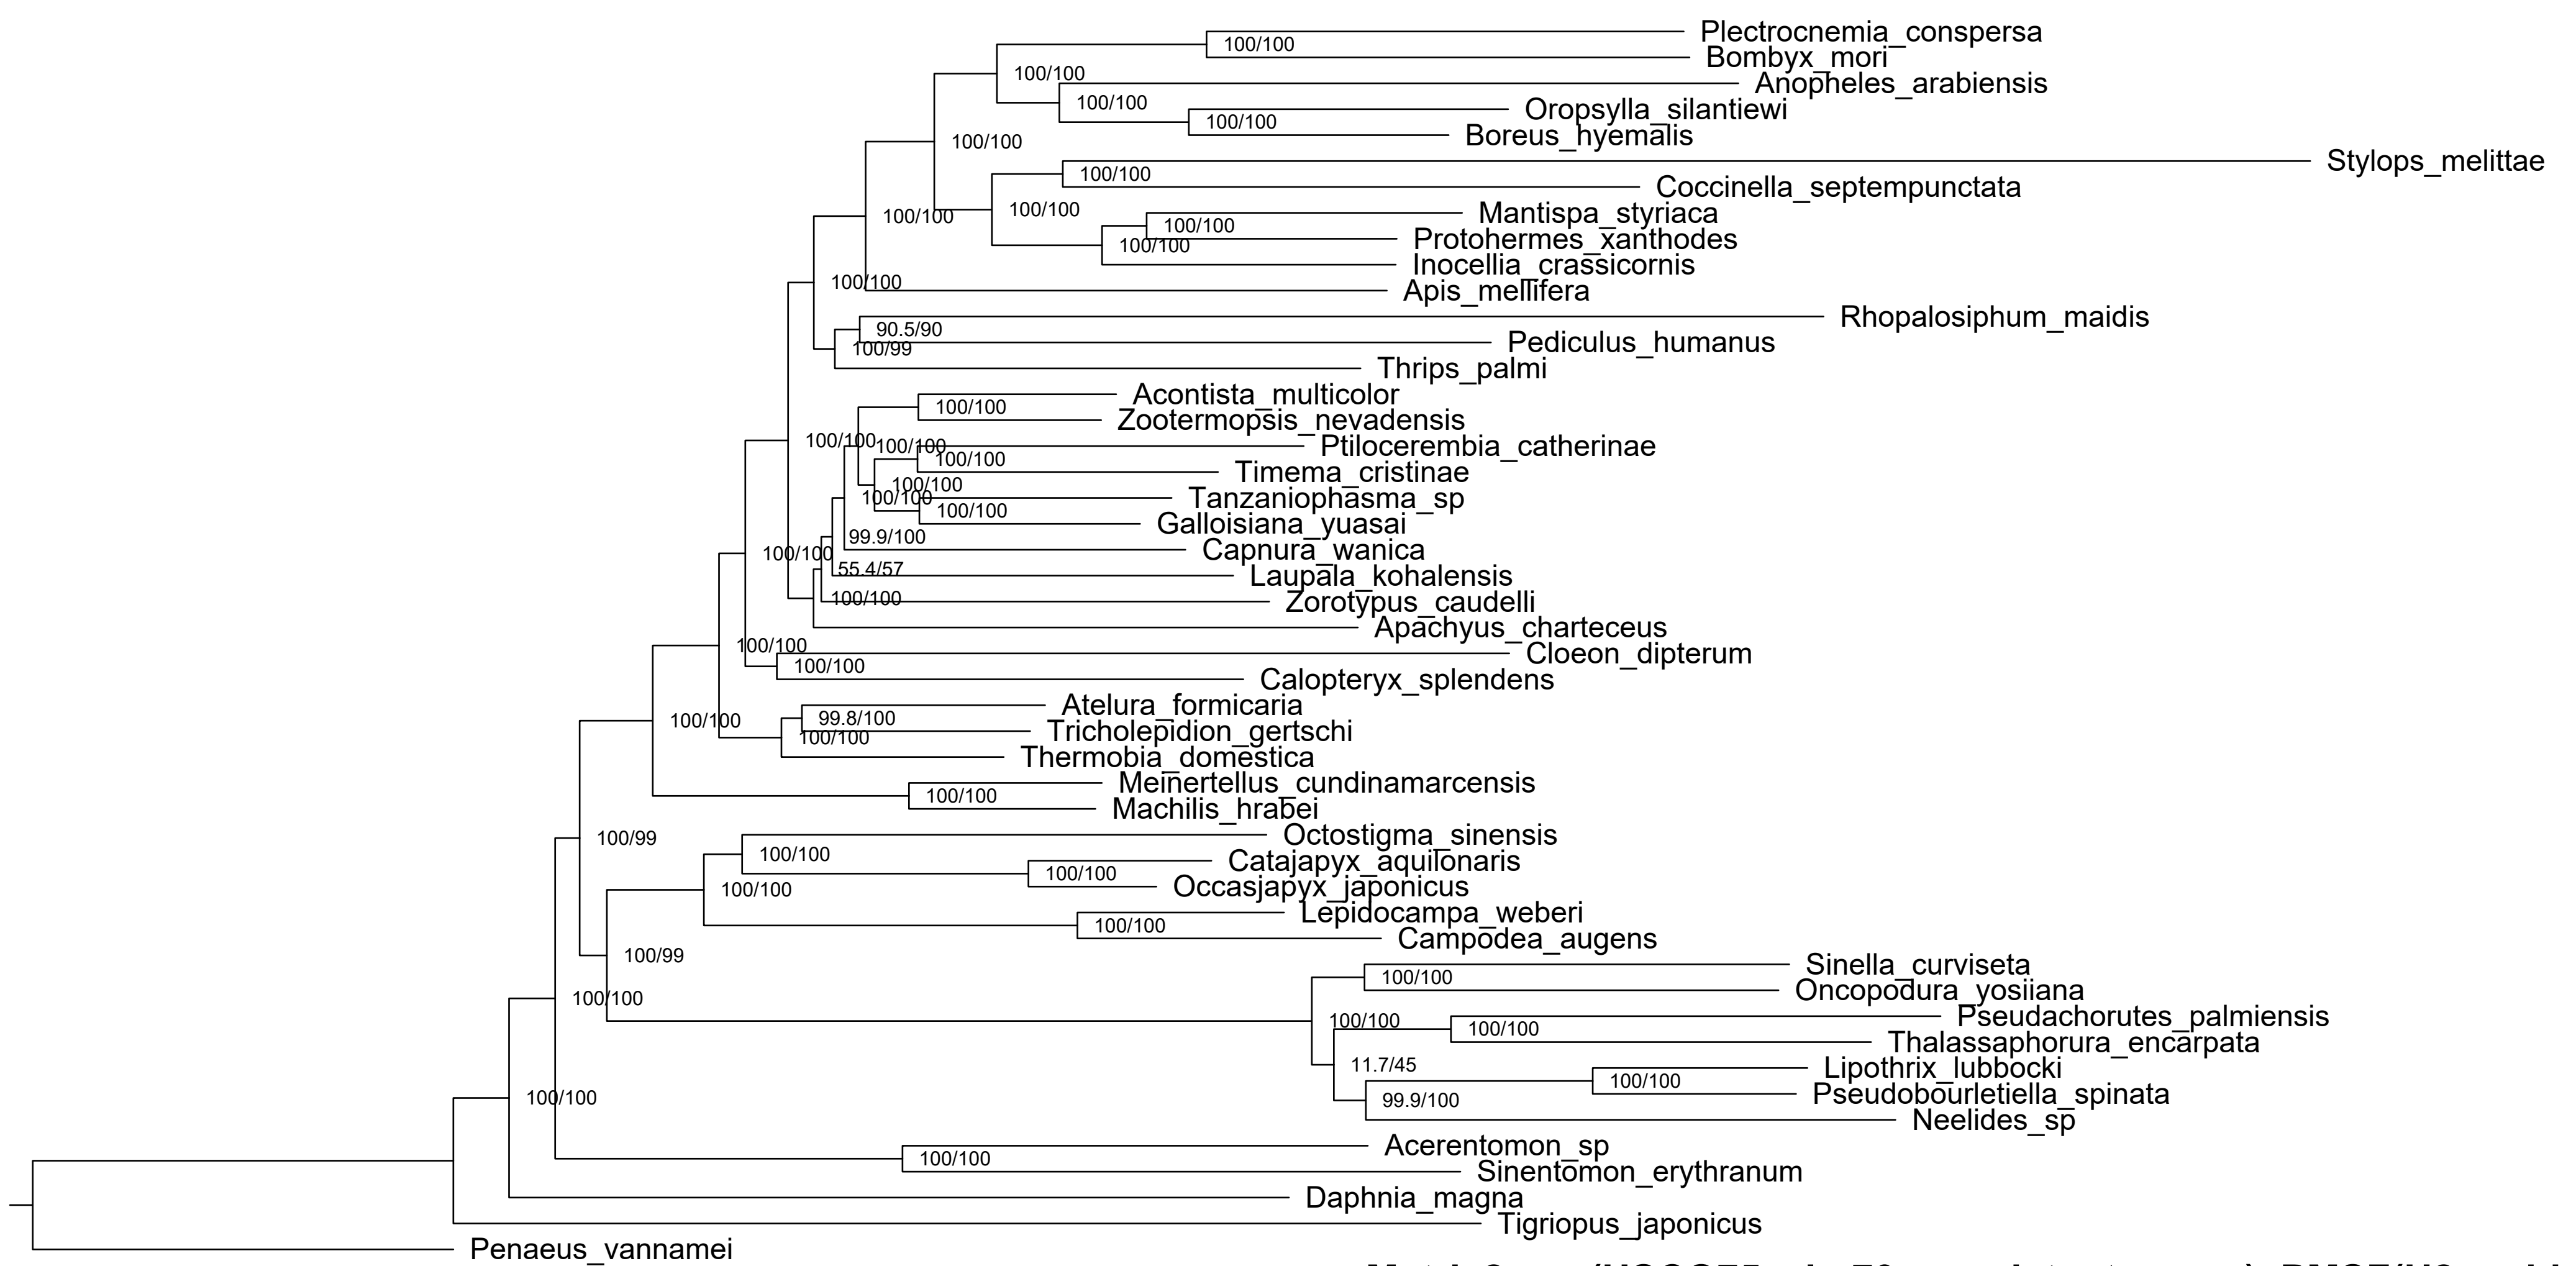 Plectrocnemia_conspersa
100/100
Bombyx_mori
100/100
Anopheles_arabiensis
100/100
Oropsylla_silantiewi
100/100
Boreus_hyemalis
100/100
Stylops_melittae
100/100
Coccinella_septempunctata
100/100
100/100
Mantispa_styriaca
100/100
Protohermes_xanthodes
100/100
Inocellia_crassicornis
100/100
Apis_mellifera
Rhopalosiphum_maidis
90.5/90
Pediculus_humanus
100/99
Thrips_palmi
Acontista_multicolor
100/100
Zootermopsis_nevadensis
100/100
100/100
Ptilocerembia_catherinae
100/100
Timema_cristinae
100/100
100/100
Tanzaniophasma_sp
100/100
Galloisiana_yuasai
99.9/100
Capnura_wanica
100/100
55.4/57
Laupala_kohalensis
100/100
Zorotypus_caudelli
Apachyus_charteceus
100/100
Cloeon_dipterum
100/100
Calopteryx_splendens
Atelura_formicaria
100/100
99.8/100
Tricholepidion_gertschi
100/100
Thermobia_domestica
Meinertellus_cundinamarcensis
100/100
Machilis_hrabei
100/99
Octostigma_sinensis
100/100
Catajapyx_aquilonaris
100/100
Occasjapyx_japonicus
100/100
Lepidocampa_weberi
100/100
Campodea_augens
100/99
Sinella_curviseta
100/100
Oncopodura_yosiiana
100/100
100/100
Pseudachorutes_palmiensis
100/100
Thalassaphorura_encarpata
11.7/45
Lipothrix_lubbocki
100/100
Pseudobourletiella_spinata
99.9/100
Neelides_sp
100/100
Acerentomon_sp
100/100
Sinentomon_erythranum
Daphnia_magna
Tigriopus_japonicus
Penaeus_vannamei